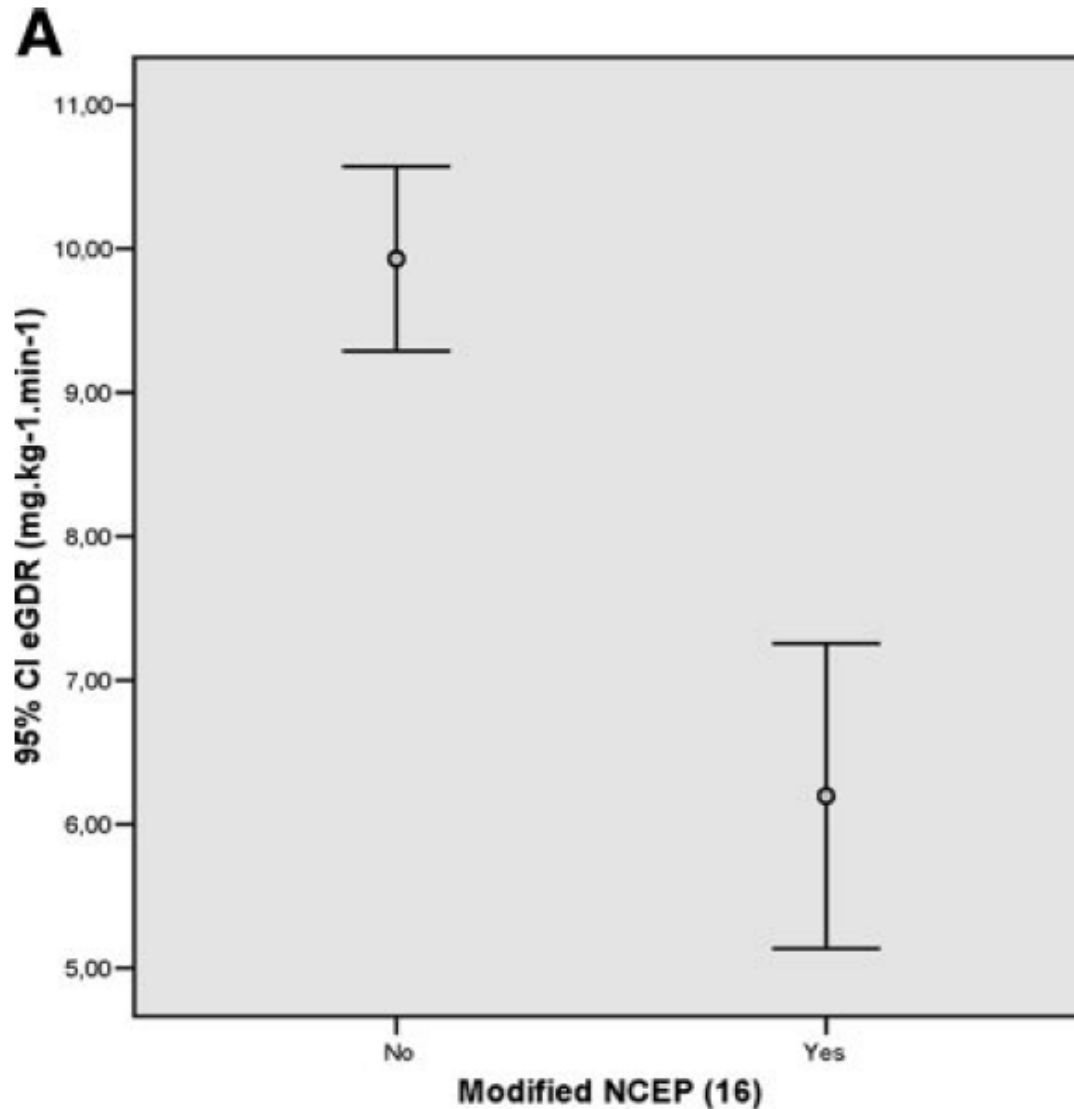 A
11,00
10,00
9,00
8,00
7,00
6,00
5,00
95% CI eGDR (mg.kg-1.min-1)
No
Yes
Modified NCEP (16)